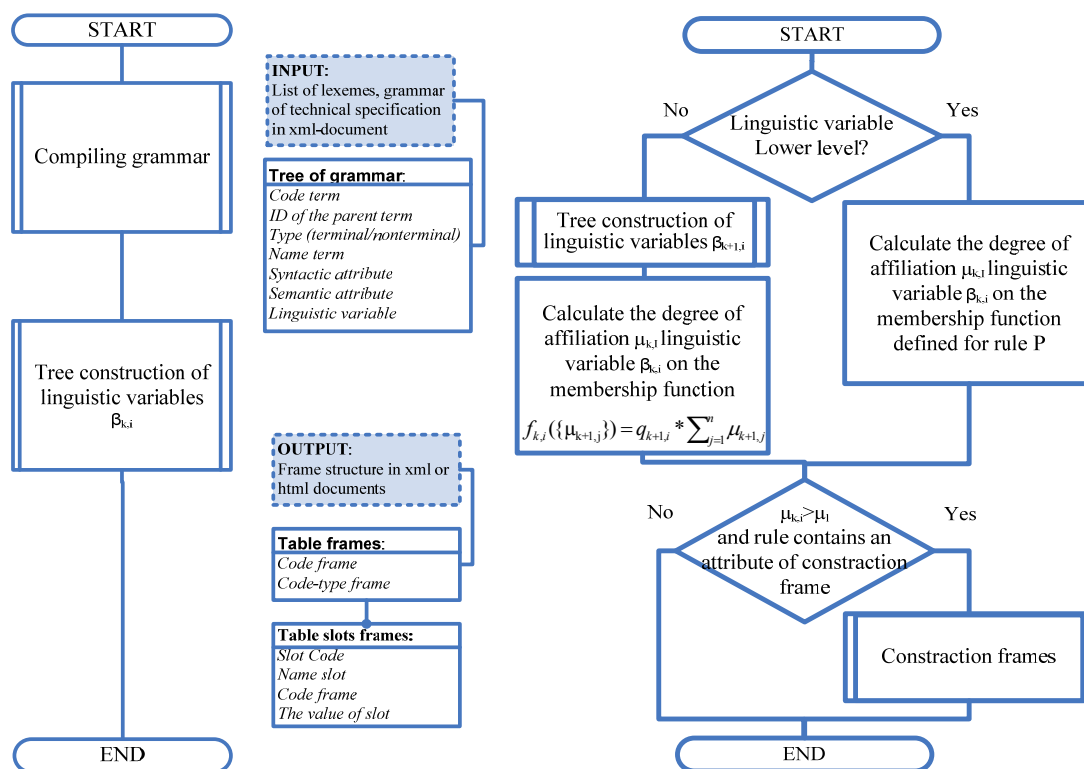 START
Compiling grammar
Tree construction of
linguistic variables
βk,i
END
INPUT:
List of lexemes, grammar
of technical specification
in xml-document
Tree of grammar:
Code term
ID of the parent term
Type (terminal/nonterminal)
Name term
Syntactic attribute
Semantic attribute
Linguistic variable
OUTPUT:
Frame structure in xml or
html documents
Table frames:
Code frame
Code-type frame
Table slots frames:
Slot Code
Name slot
Code frame
The value of slot
START
No
Yes
Linguistic variable
Lower level?
Tree construction of
linguistic variables βk+1,i
Calculate the degree of
affiliation μk,I linguistic
variable βk,i on the
membership function
fk,i({μk+1,j}) = qk+1,i * ∑nj=1 μk+1,j
Calculate the degree of
affiliation μk,I linguistic
variable βk,i on the
membership function
defined for rule P
No
Yes
μk,i>μl
and rule contains an
attribute of constraction
frame
Constraction frames
END